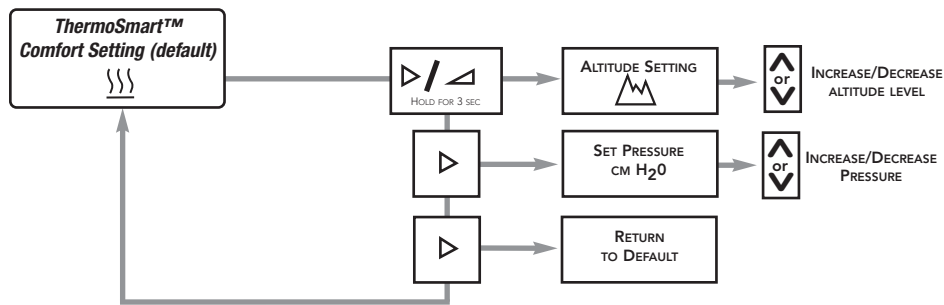 ThermoSmart™
Comfort Setting (default)
HOLD FOR 3 SEC
ALTITUDE SETTING
or
INCREASE/DECREASE
ALTITUDE LEVEL
SET PRESSURE
CM H20
or
INCREASE/DECREASE
PRESSURE
RETURN
TO DEFAULT